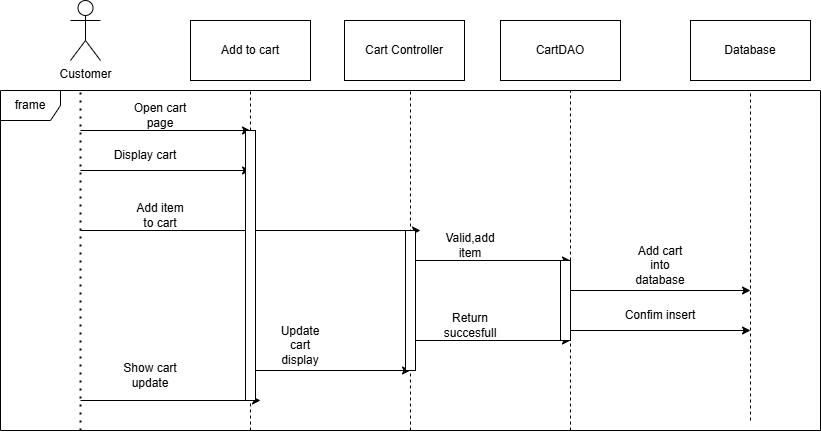 Customer
Add to cart
Cart Controller
CartDAO
Database
frame
Open cart
page
Display cart
Add item
to cart
Valid,add
item
Add cart
into
database
Confim insert
Return
succesfull
Update
cart
display
Show cart
update